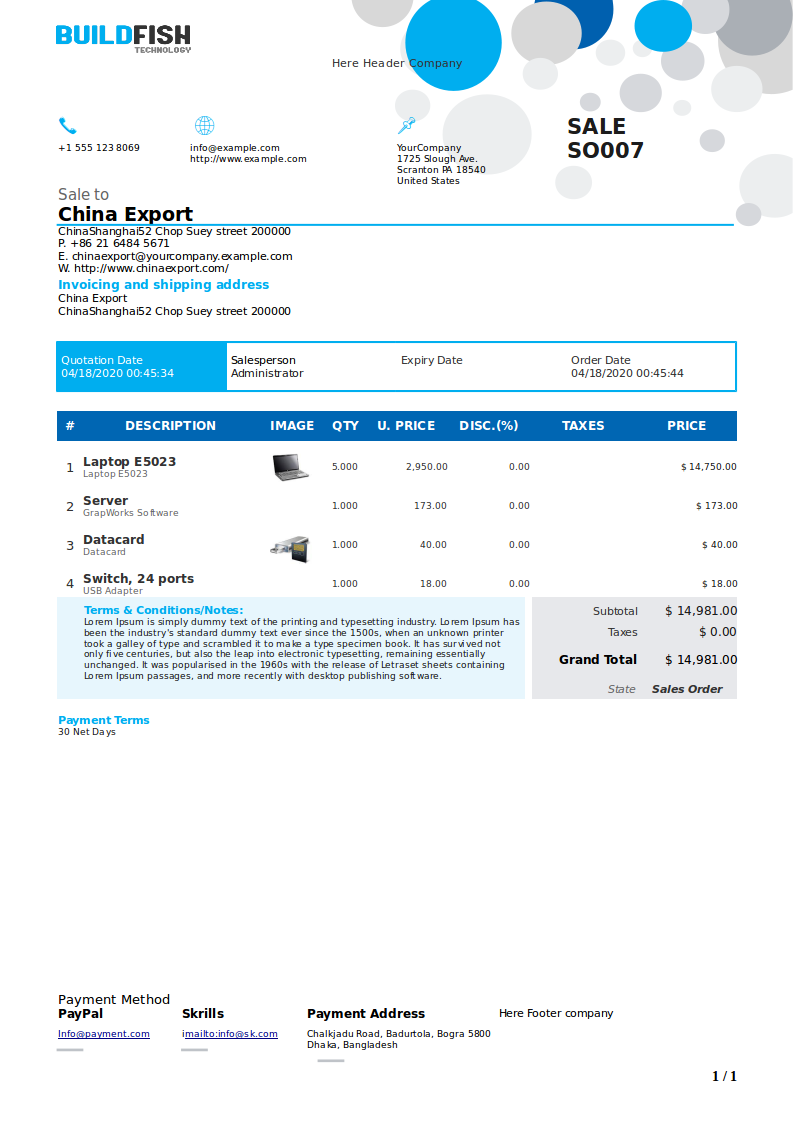 BUILDFISH
TECHNOLOGY
Here Header Company
+1 555 123 8069
info@example.com
http://www.example.com
YourCompany
1725 Slough Ave.
Scranton PA 18540
United States
SALE
SO007
Sale to
China Export
ChinaShanghai52 Chop Suey street 200000
P. +86 21 6484 5671
E. chinaexport@yourcompany.example.com
W. http://www.chinaexport.com/
Invoicing and shipping address
China Export
ChinaShanghai52 Chop Suey street 200000
Quotation Date Salesperson Expiry Date Order Date
04/18/2020 00:45:34 Administrator 04/18/2020 00:45:44
# DESCRIPTION IMAGE QTY U. PRICE DISC.(%) TAXES PRICE
1 Laptop E5023 5.000 2,950.00 0.00 $ 14,750.00
Laptop E5023
2 Server 1.000 173.00 0.00 $ 173.00
GrapWorks Software
3 Datacard 1.000 40.00 0.00 $ 40.00
Datacard
4 Switch, 24 ports 1.000 18.00 0.00 $ 18.00
USB Adapter
Terms & Conditions/Notes:
Lorem Ipsum is simply dummy text of the printing and typesetting industry. Lorem Ipsum has
been the industry's standard dummy text ever since the 1500s, when an unknown printer
took a galley of type and scrambled it to make a type specimen book. It has survived not
only five centuries, but also the leap into electronic typesetting, remaining essentially
unchanged. It was popularised in the 1960s with the release of Letraset sheets containing
Lorem Ipsum passages, and more recently with desktop publishing software.
Subtotal $ 14,981.00
Taxes $ 0.00
Grand Total $ 14,981.00
State Sales Order
Payment Terms
30 Net Days
Payment Method
PayPal Skrills Payment Address Here Footer company
Info@payment.com imailto:info@sk.com Chalkjadu Road, Badurtola, Bogra 5800
Dhaka, Bangladesh
1 / 1